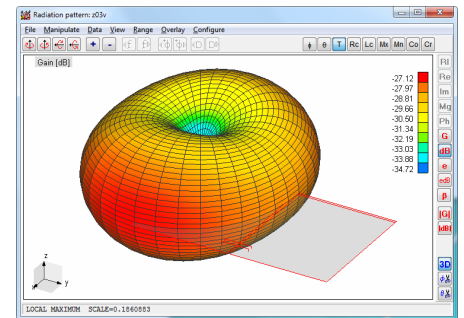 Radiation pattern: z03v
File Manipulate Data View Range Overlay Configure
+ - ϕ θ T Rc Lc Mx Mn Co Cr
Gain [dB]
-27.12
-27.97
-28.81
-29.66
-30.50
-31.34
-32.19
-33.03
-33.88
-34.72
RI
Re
Im
Mg
Ph
G
dB
e
edB
β
|G|
|dB|
3D
z
x y
LOCAL MAXIMUM SCALE=0.1860883